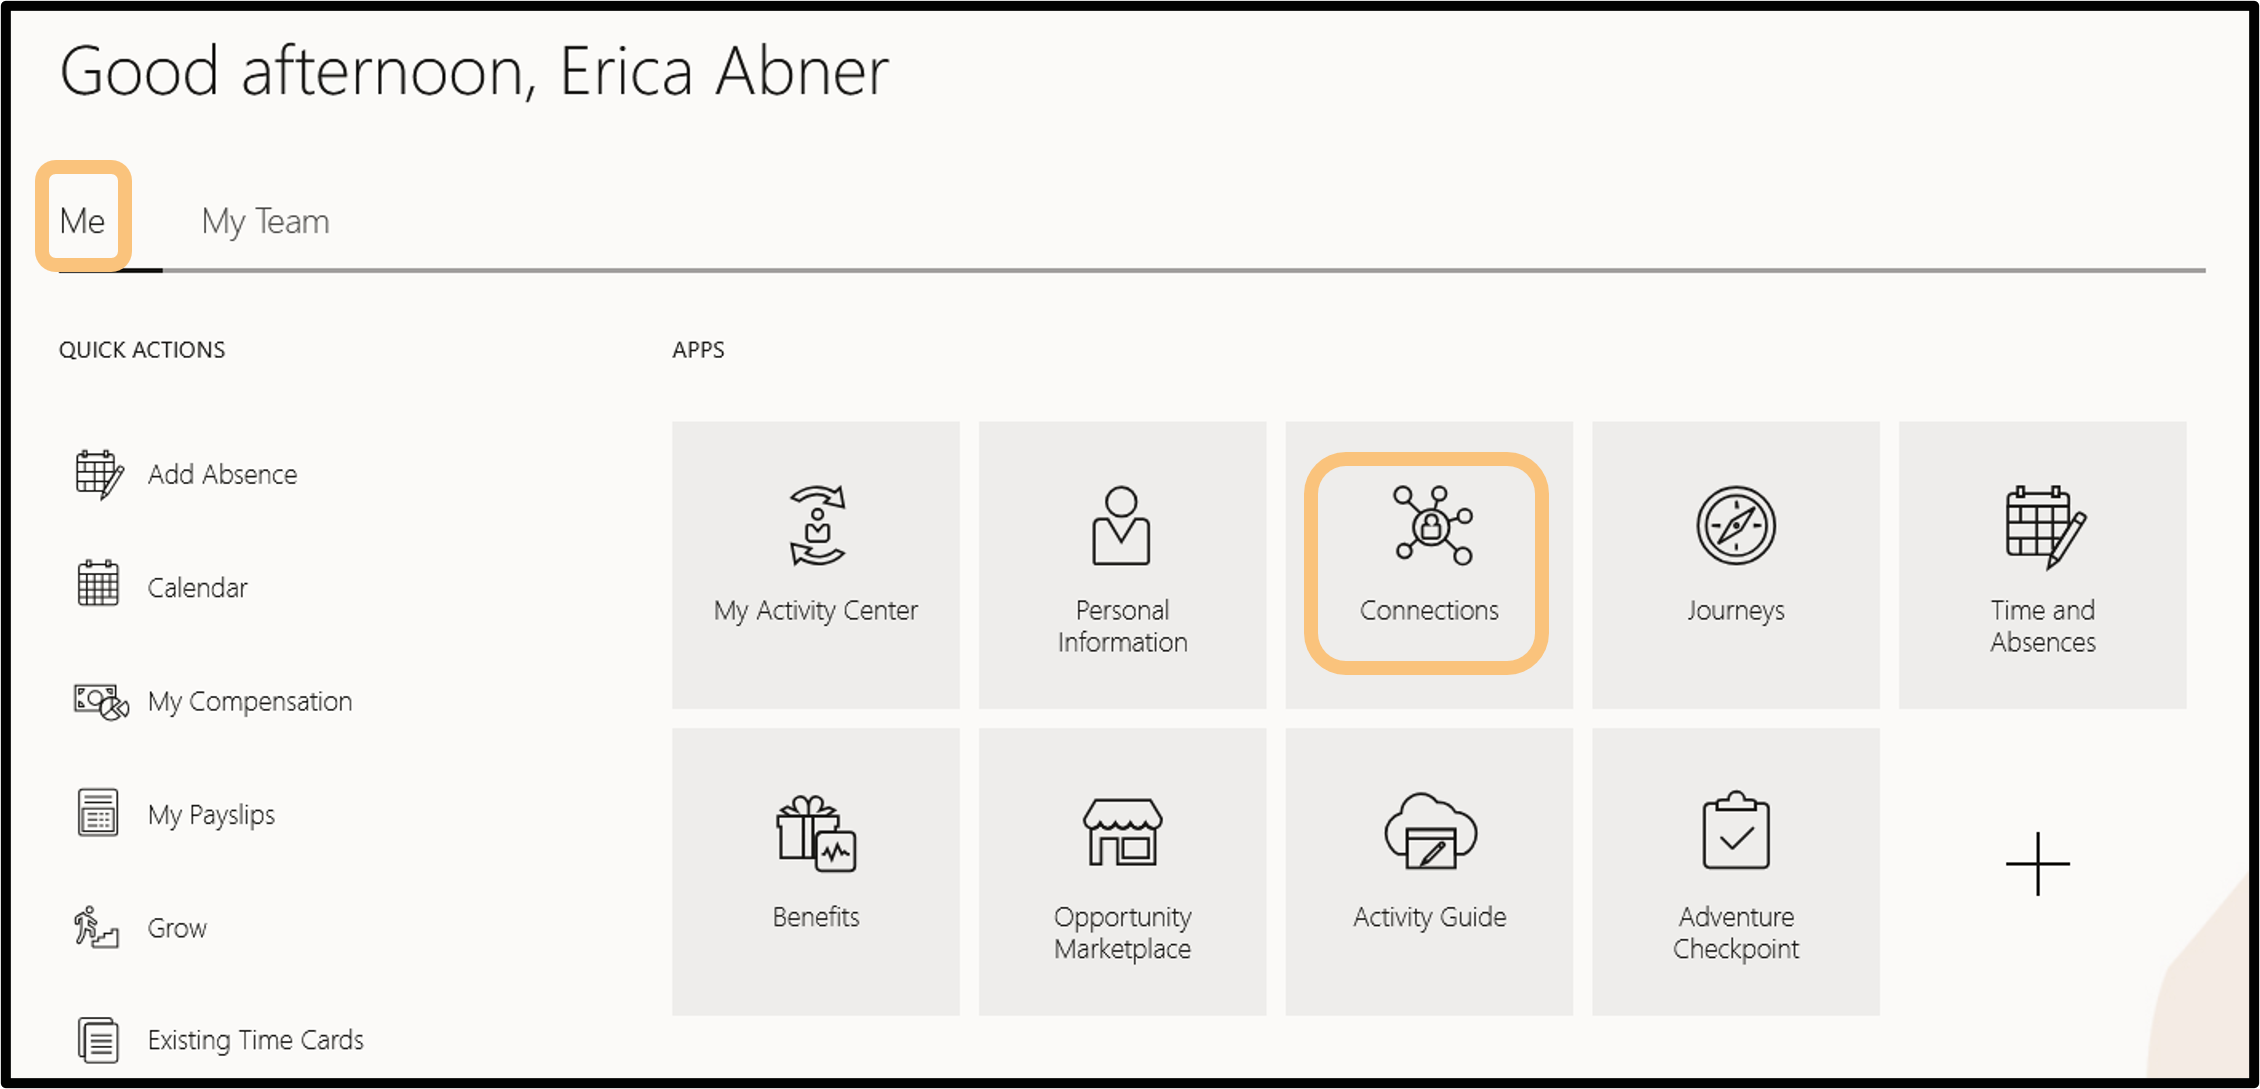 Good afternoon, Erica Abner
Me
My Team
QUICK ACTIONS
Add Absence
Calendar
My Compensation
My Payslips
Grow
Existing Time Cards
APPS
My Activity Center
Personal
Information
Connections
Journeys
Time and
Absences
Benefits
Opportunity
Marketplace
Activity Guide
Adventure
Checkpoint